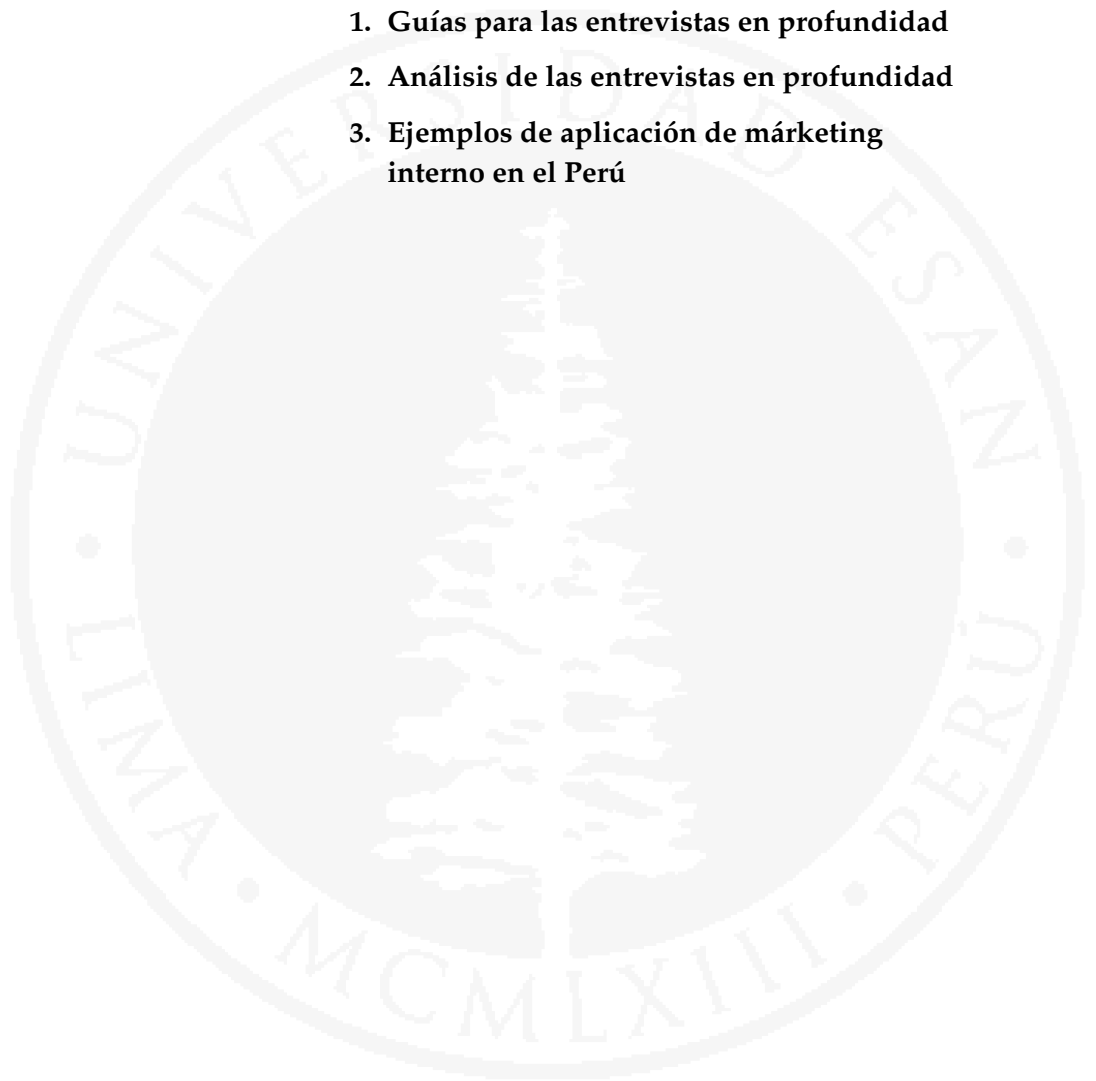 1. Guías para las entrevistas en profundidad
2. Análisis de las entrevistas en profundidad
3. Ejemplos de aplicación de márketing
interno en el Perú
UNIVERSIDAD ESAN
• LIMA • MCMLXIII • PERÚ •